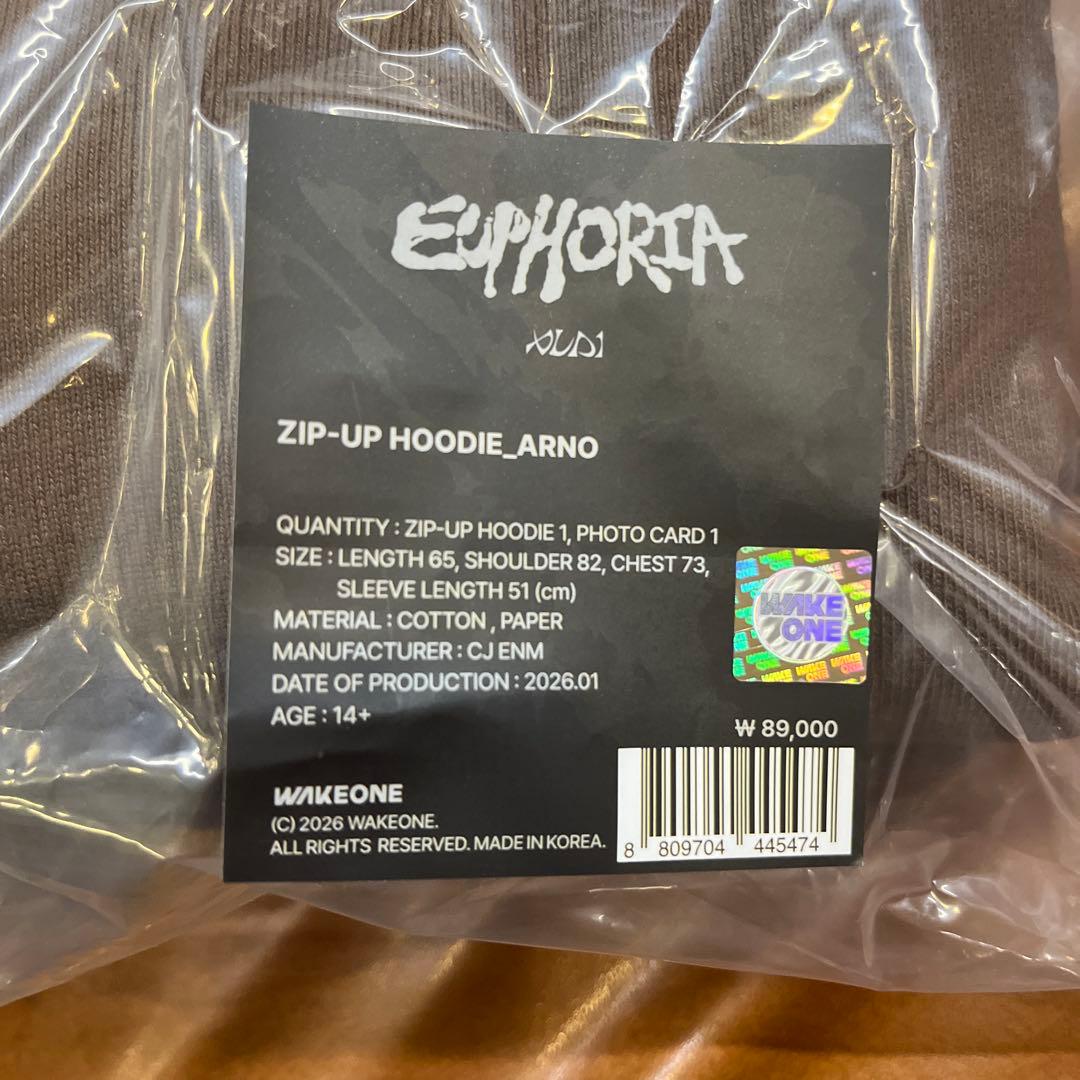 EUPHORIA
ALD1
ZIP-UP HOODIE_ARNO
QUANTITY : ZIP-UP HOODIE 1, PHOTO CARD 1
SIZE : LENGTH 65, SHOULDER 82, CHEST 73,
SLEEVE LENGTH 51 (cm)
MATERIAL : COTTON , PAPER
MANUFACTURER : CJ ENM
DATE OF PRODUCTION : 2026.01
AGE : 14+
WAKE
ONE
₩ 89,000
WAKEONE
(C) 2026 WAKEONE.
ALL RIGHTS RESERVED. MADE IN KOREA.
8 809704 445474